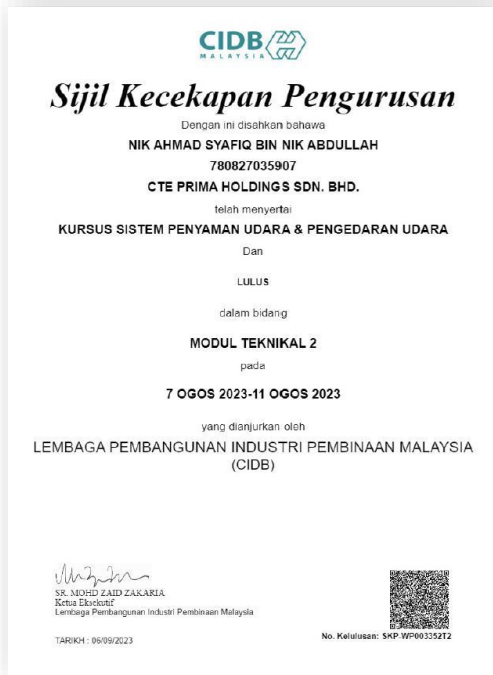 CIDB
MALAYSIA
Sijil Kecekapan Pengurusan
Dengan ini disahkan bahawa
NIK AHMAD SYAFIQ BIN NIK ABDULLAH
780827035907
CTE PRIMA HOLDINGS SDN. BHD.
telah menyertai
KURSUS SISTEM PENYAMAN UDARA & PENGEDARAN UDARA
Dan
LULUS
dalam bidang
MODUL TEKNIKAL 2
pada
7 OGOS 2023-11 OGOS 2023
yang dianjurkan oleh
LEMBAGA PEMBANGUNAN INDUSTRI PEMBINAAN MALAYSIA
(CIDB)
SR. MOHD ZAID ZAKARIA
Ketua Eksekutif
Lembaga Pembangunan Industri Pembinaan Malaysia
TARIKH : 06/09/2023
No. Kelulusan: SKP-WP003352T2